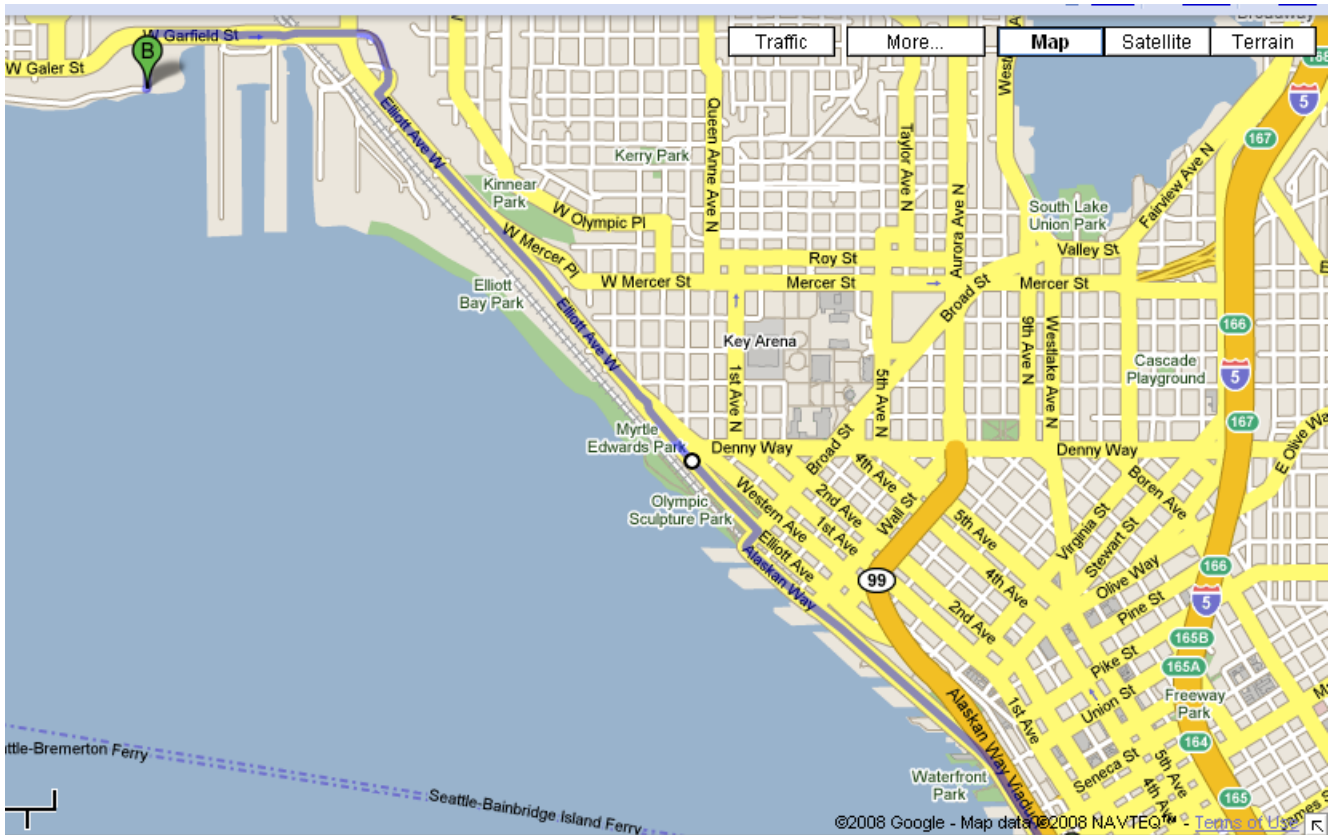 Broadway
W Garfield St
B
W Galer St
Traffic
More...
Map
Satellite
Terrain
5
167
Elliott Ave W
Queen Anne Ave N
Taylor Ave N
Aurora Ave N
Fairview Ave N
Kerry Park
Kinnear
Park
South Lake
Union Park
W Olympic Pl
W Mercer Pl
Roy St
Valley St
W Mercer St
Mercer St
Broad St
Mercer St
Elliott
Bay Park
Elliott Ave W
Key Arena
1st Ave N
5th Ave N
9th Ave N
Westlake Ave N
166
Cascade
Playground
5
167
Myrtle
Edwards Park
Denny Way
Broad St
Denny Way
E Olive Wa
4th Ave
2nd Ave
Western Ave
1st Ave
Wall St
5th Ave
Boren Ave
Virginia St
Stewart St
Olympic
Sculpture Park
Elliott Ave
Alaskan Way
99
4th Ave
2nd Ave
Olive Way
166
5
Pine St
165B
Pike St
165A
Union St
Freeway
Park
1st Ave
Alaskan Way Viadu
164
Seneca St
5th Ave
4th Ave
165
Waterfront
Park
ttle-Bremerton Ferry
Seattle-Bainbridge Island Ferry
©2008 Google - Map data ©2008 NAVTEQ™ - Terms of Use